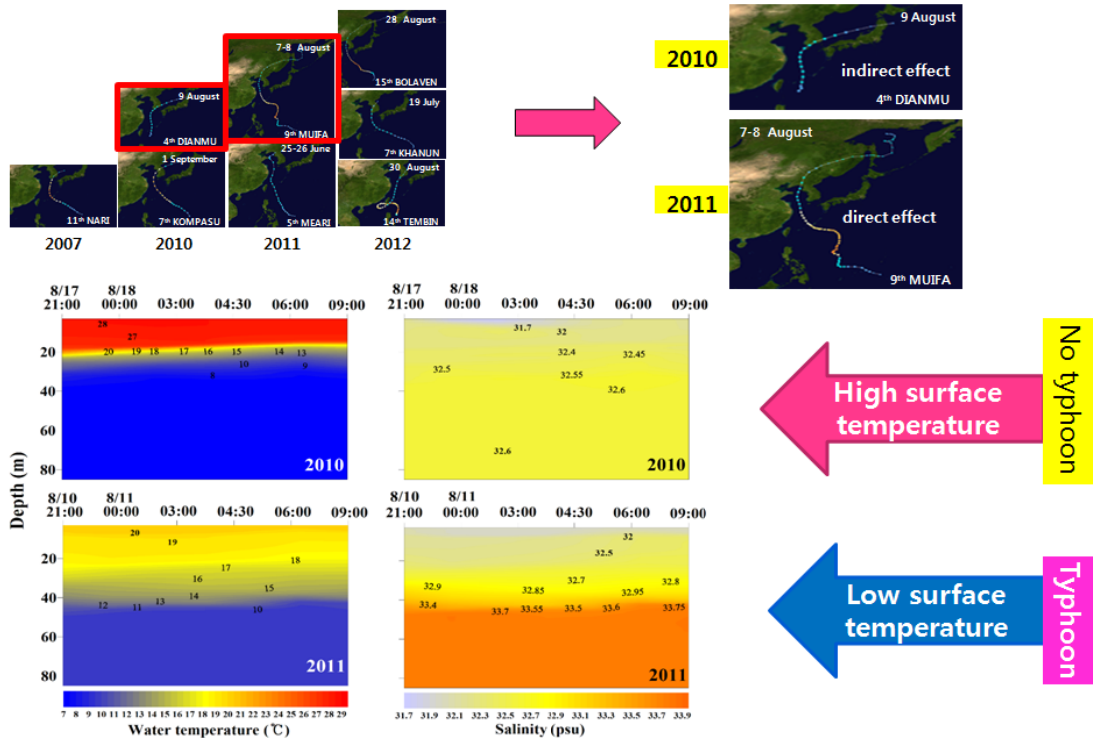 28 August
15th BOLAVEN
7-8 August
9th MUIFA
9 August
4th DIANMU
19 July
7th KHANUN
11th NARI
1 September
7th KOMPASU
25-26 June
5th MEARI
30 August
14th TEMBIN
2007
2010
2011
2012
2010
9 August
indirect effect
4th DIANMU
2011
7-8 August
direct effect
9th MUIFA
8/17 8/18
21:00 00:00 03:00 04:30 06:00 09:00
28
27
20 19 18 17 16 15 14 13
10 9
8
2010
20
40
60
80
8/17 8/18
21:00 00:00 03:00 04:30 06:00 09:00
31.7 32
32.4 32.45
32.5 32.55
32.6
32.6
2010
No typhoon
High surface
temperature
Depth (m)
8/10 8/11
21:00 00:00 03:00 04:30 06:00 09:00
20
19
18
17
16
15
14
13
12 11 10
2011
20
40
60
80
8/10 8/11
21:00 00:00 03:00 04:30 06:00 09:00
32
32.5
32.7 32.8
32.9 32.85 32.95
33.4 33.7 33.55 33.5 33.6 33.75
2011
Typhoon
Low surface
temperature
7 8 9 10 11 12 13 14 15 16 17 18 19 20 21 22 23 24 25 26 27 28 29
Water temperature (℃)
31.7 31.9 32.1 32.3 32.5 32.7 32.9 33.1 33.3 33.5 33.7 33.9
Salinity (psu)